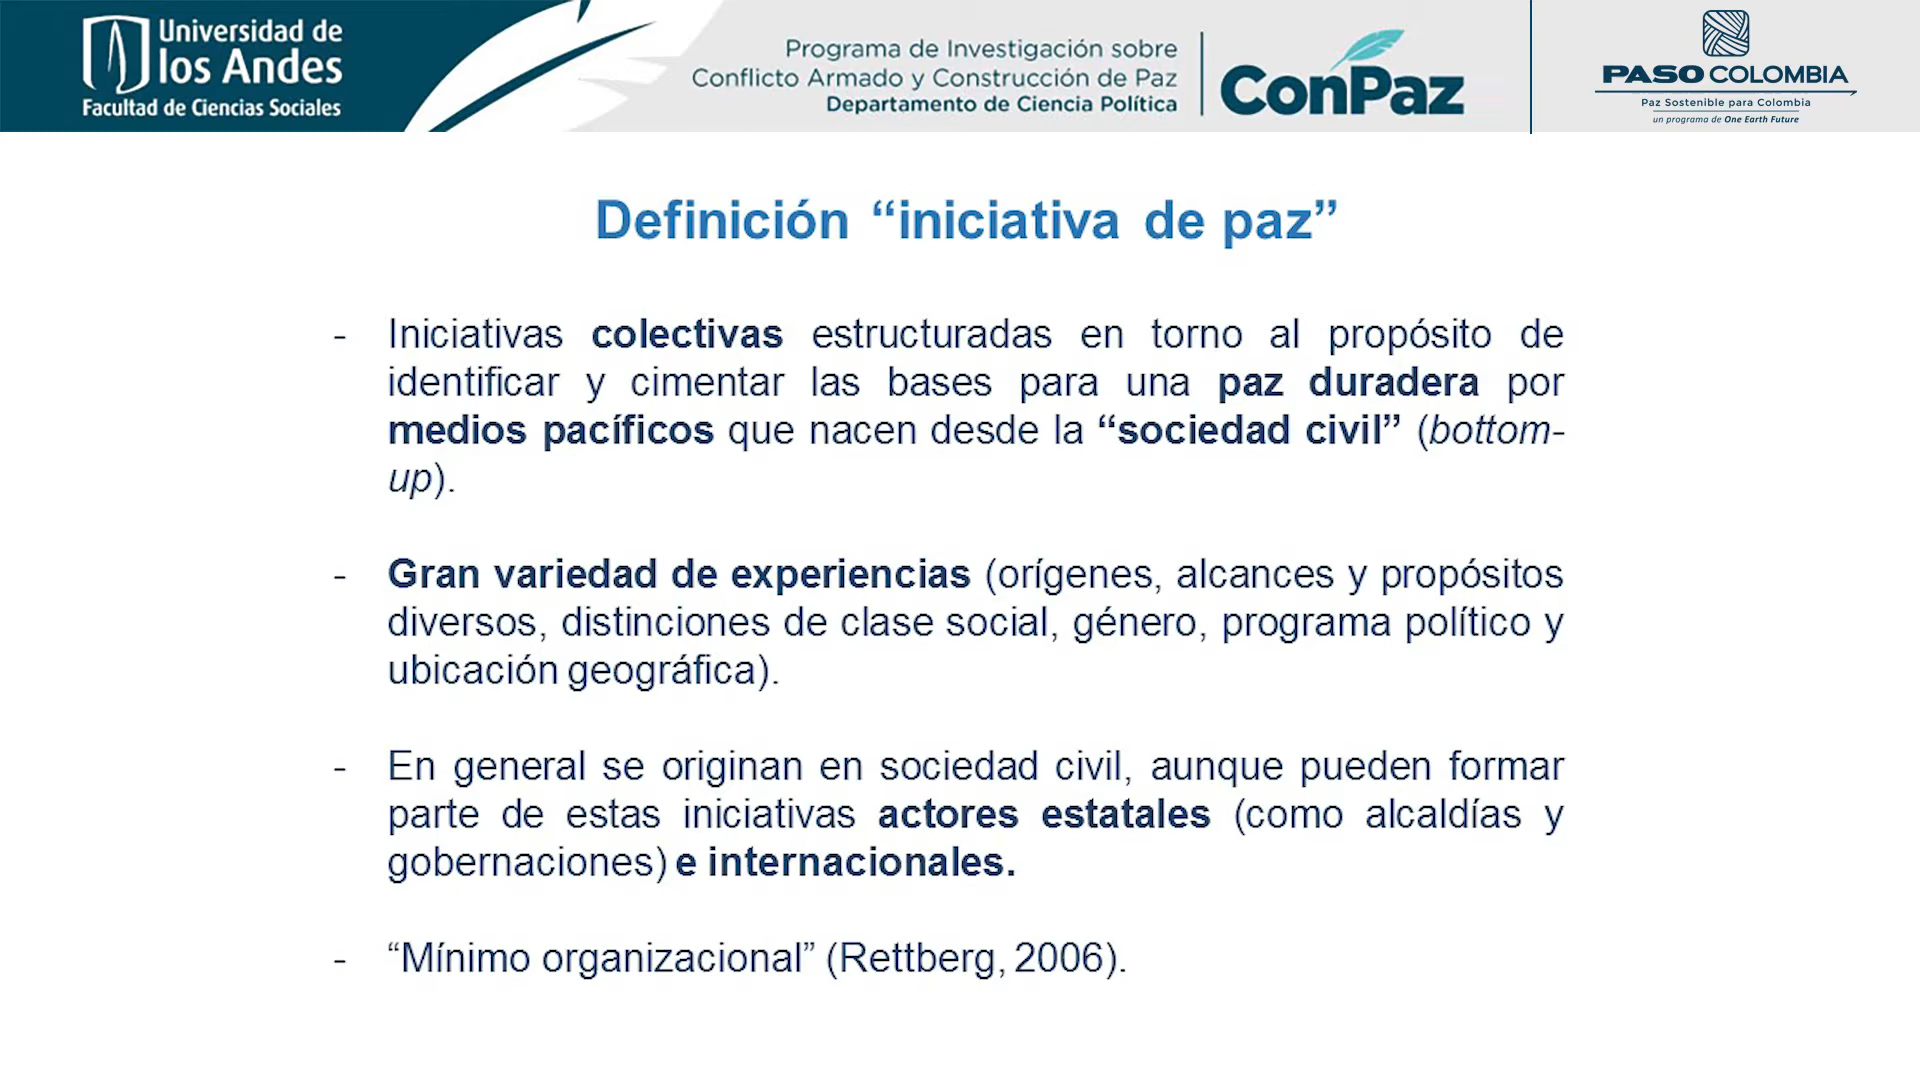 Universidad de
los Andes
Facultad de Ciencias Sociales
Programa de Investigación sobre
Conflicto Armado y Construcción de Paz
Departamento de Ciencia Política
ConPaz
PASO COLOMBIA
Paz Sostenible para Colombia
un programa de One Earth Future
Definición “iniciativa de paz”
- Iniciativas colectivas estructuradas en torno al propósito de
identificar y cimentar las bases para una paz duradera por
medios pacíficos que nacen desde la “sociedad civil” (bottom-
up).
- Gran variedad de experiencias (orígenes, alcances y propósitos
diversos, distinciones de clase social, género, programa político y
ubicación geográfica).
- En general se originan en sociedad civil, aunque pueden formar
parte de estas iniciativas actores estatales (como alcaldías y
gobernaciones) e internacionales.
- “Mínimo organizacional” (Rettberg, 2006).